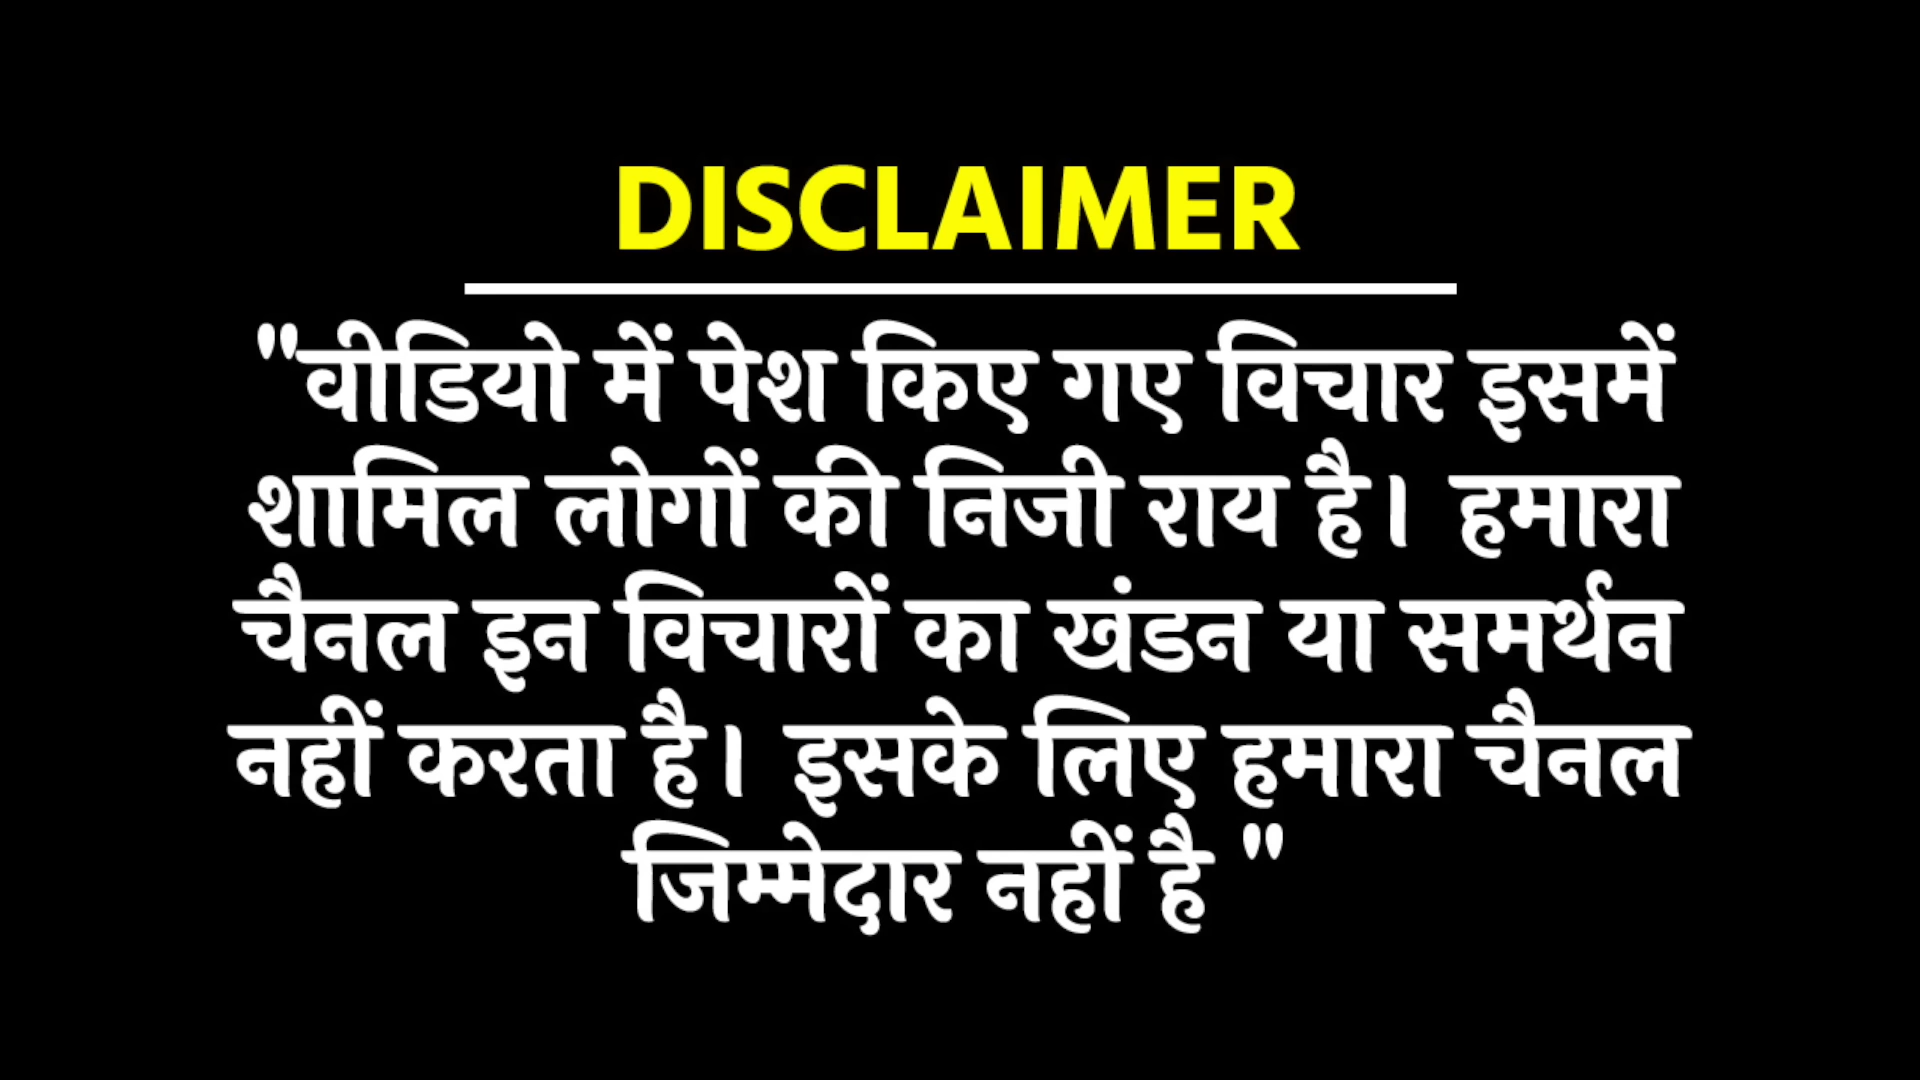 DISCLAIMER
"वीडियो में पेश किए गए विचार इसमें
शामिल लोगों की निजी राय है। हमारा
चैनल इन विचारों का खंडन या समर्थन
नहीं करता है। इसके लिए हमारा चैनल
जिम्मेदार नहीं है "